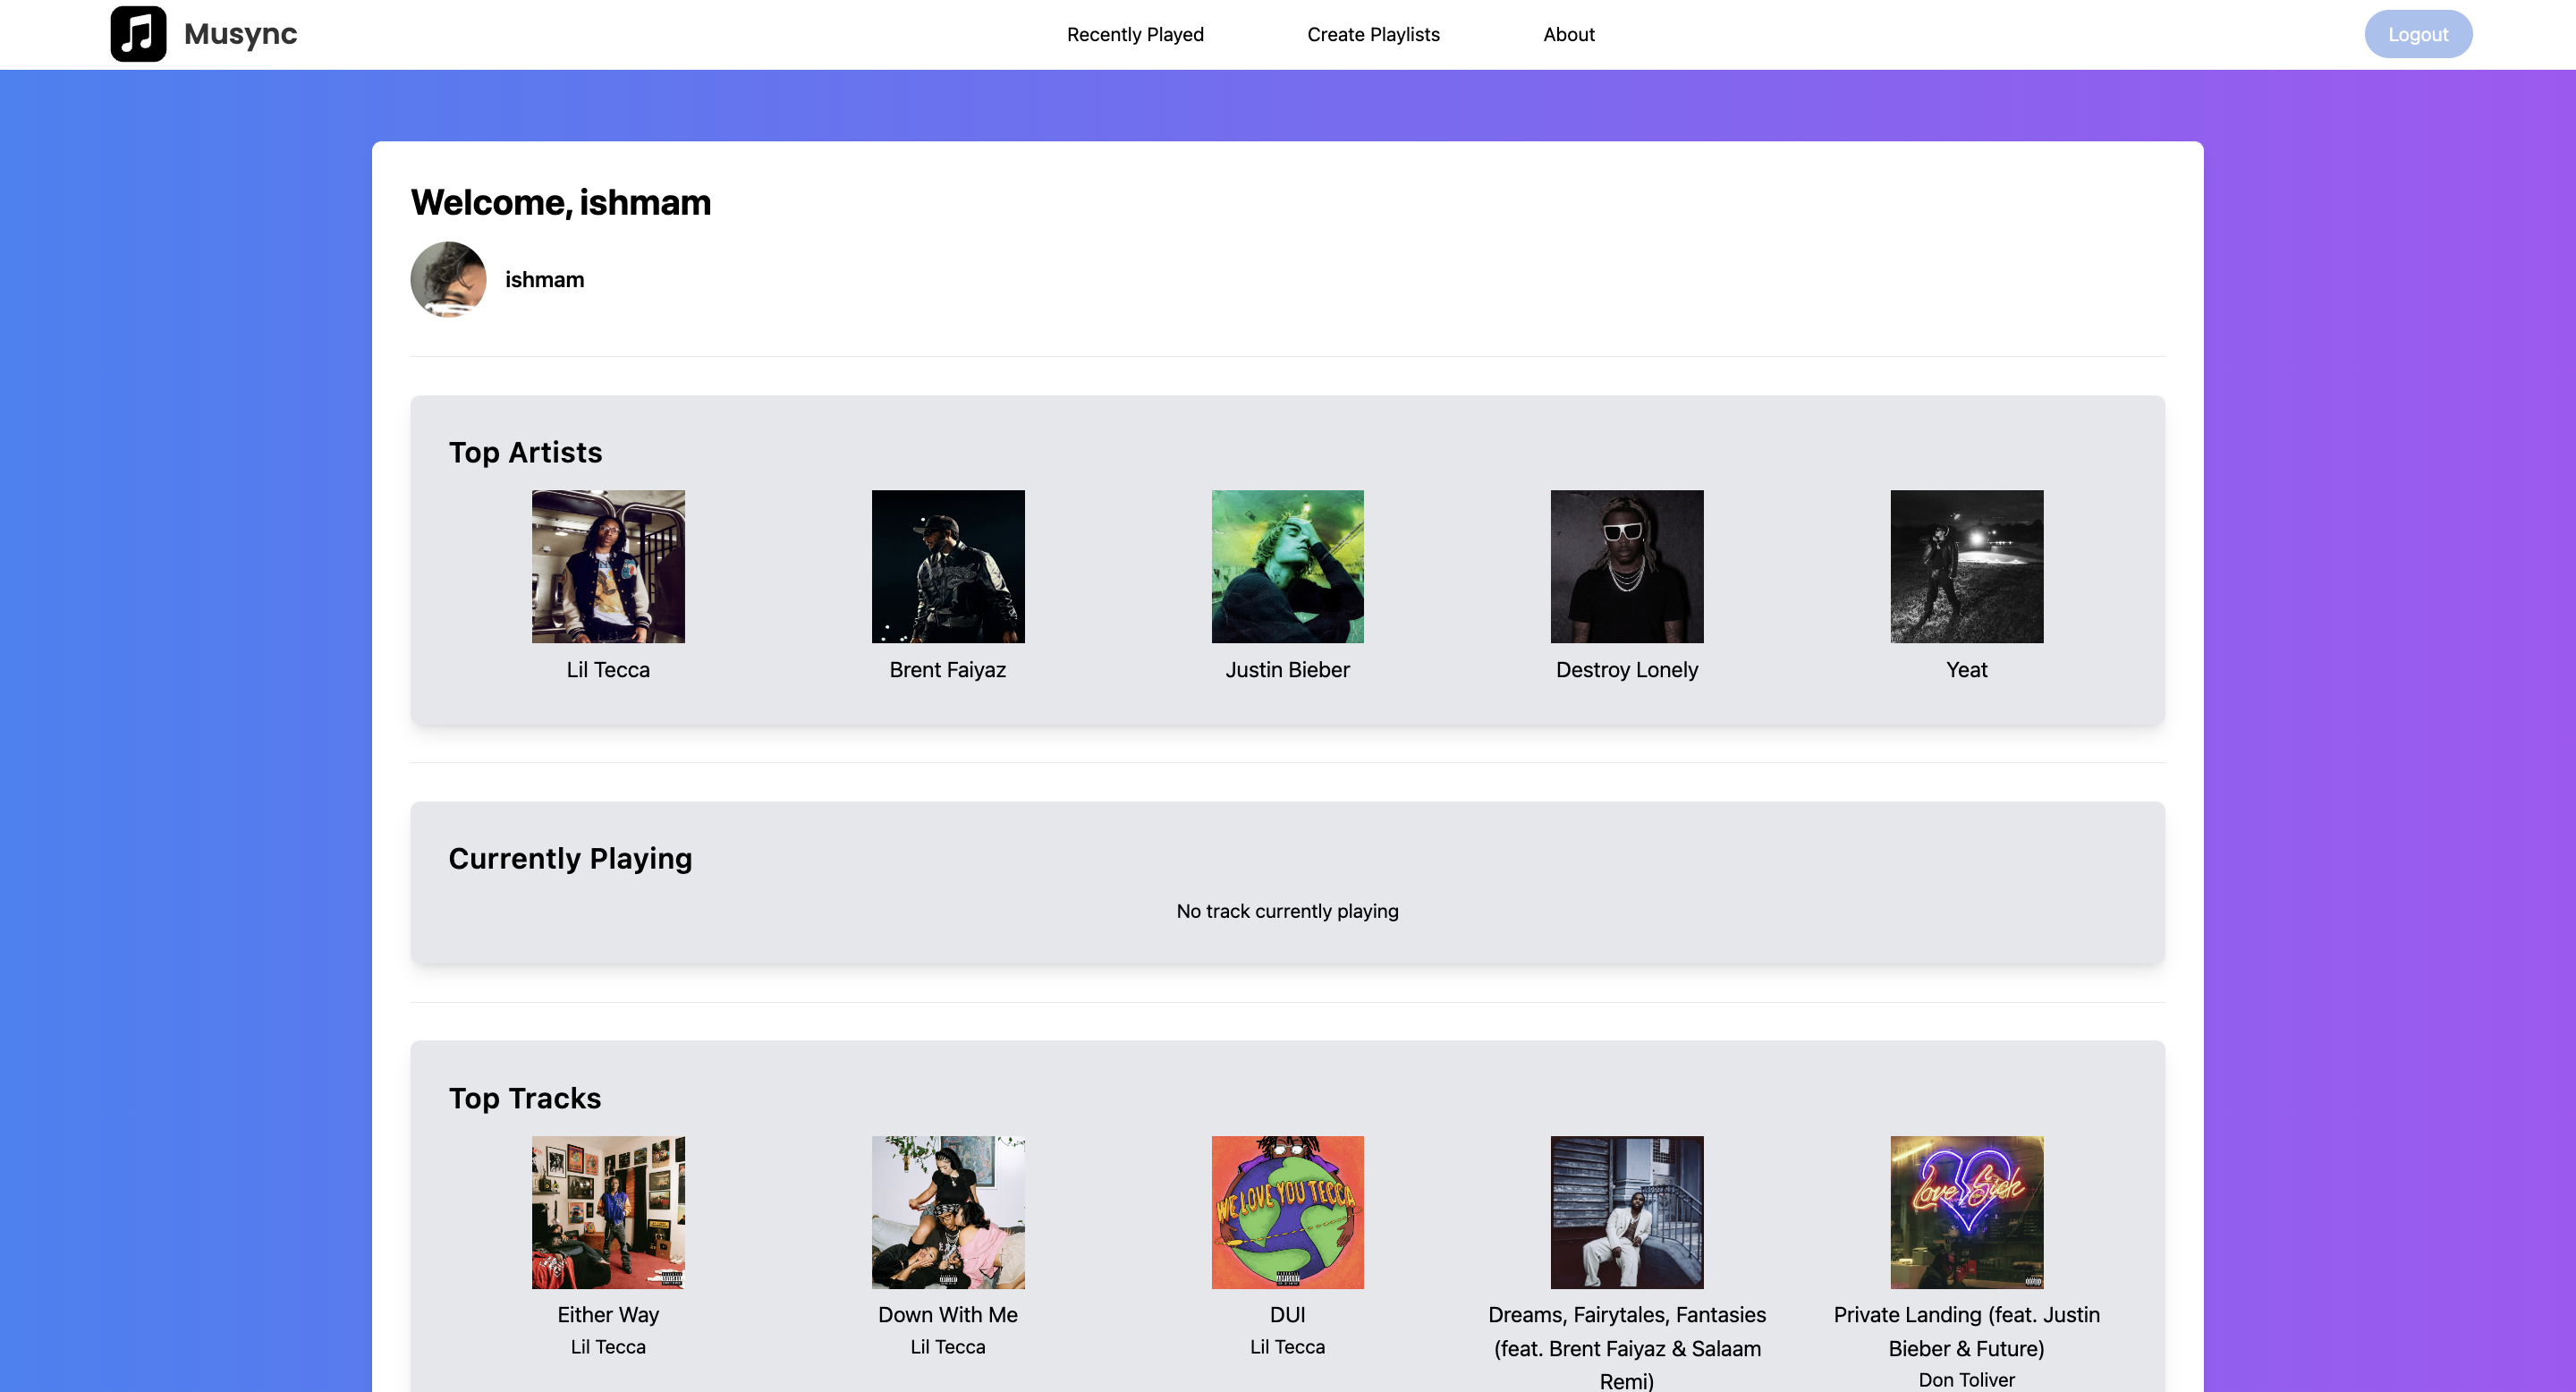 Musync
Recently Played
Create Playlists
About
Logout
Welcome, ishmam
ishmam
Top Artists
Lil Tecca
Brent Faiyaz
Justin Bieber
Destroy Lonely
Yeat
Currently Playing
No track currently playing
Top Tracks
WE LOVE YOU TECCA
Love Sick
Either Way
Lil Tecca
Down With Me
Lil Tecca
DUI
Lil Tecca
Dreams, Fairytales, Fantasies
(feat. Brent Faiyaz & Salaam
Remi)
Private Landing (feat. Justin
Bieber & Future)
Don Toliver